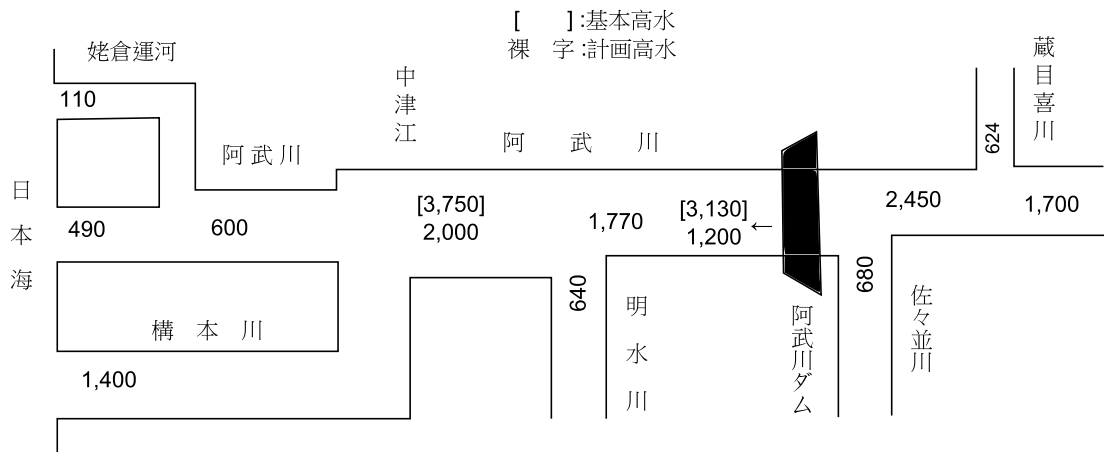 [ ]:基本高水
裸 字:計画高水
姥倉運河
110
中津江
蔵目喜川
624
阿武川
阿 武 川
日本海
490
600
[3,750]
2,000
1,770
[3,130]
1,200
←
2,450
1,700
640
明水川
680
阿武川ダム
佐々並川
構 本 川
1,400